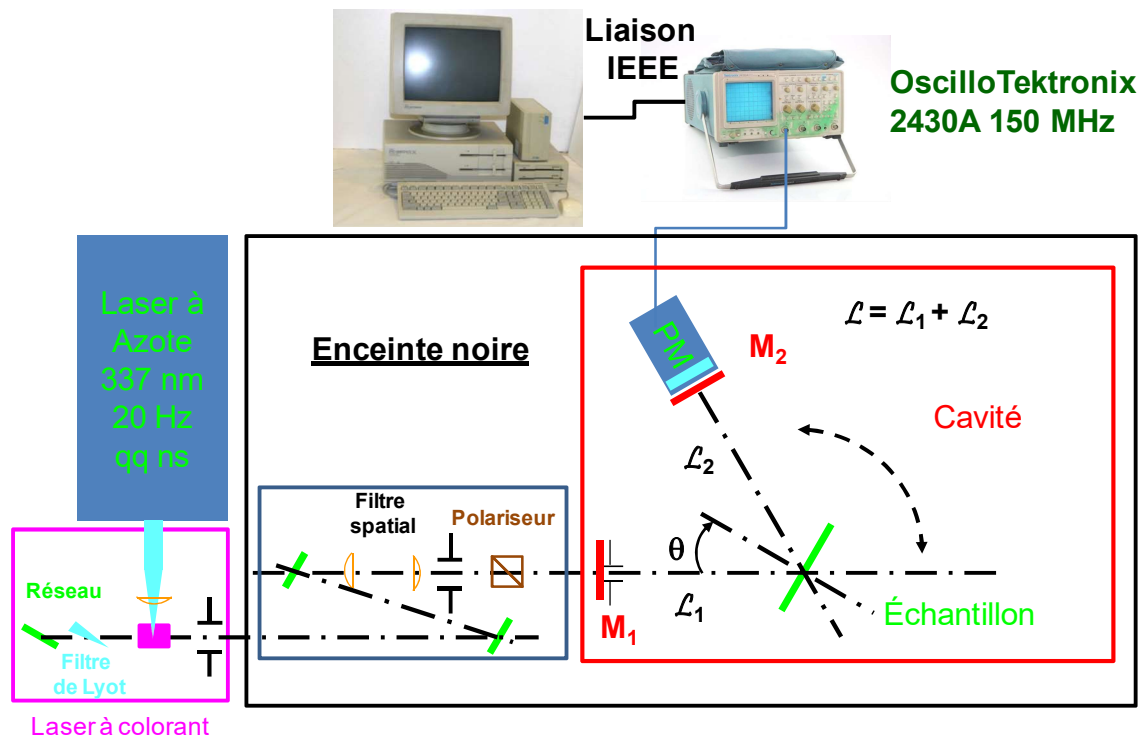 Liaison
IEEE
OscilloTektronix
2430A 150 MHz
Laser à
Azote
337 nm
20 Hz
qq ns
Enceinte noire
PM
M2
ℒ = ℒ1 + ℒ2
Cavité
ℒ2
Filtre
spatial
Polariseur
θ
ℒ1
M1
Échantillon
Réseau
Filtre
de Lyot
Laser à colorant